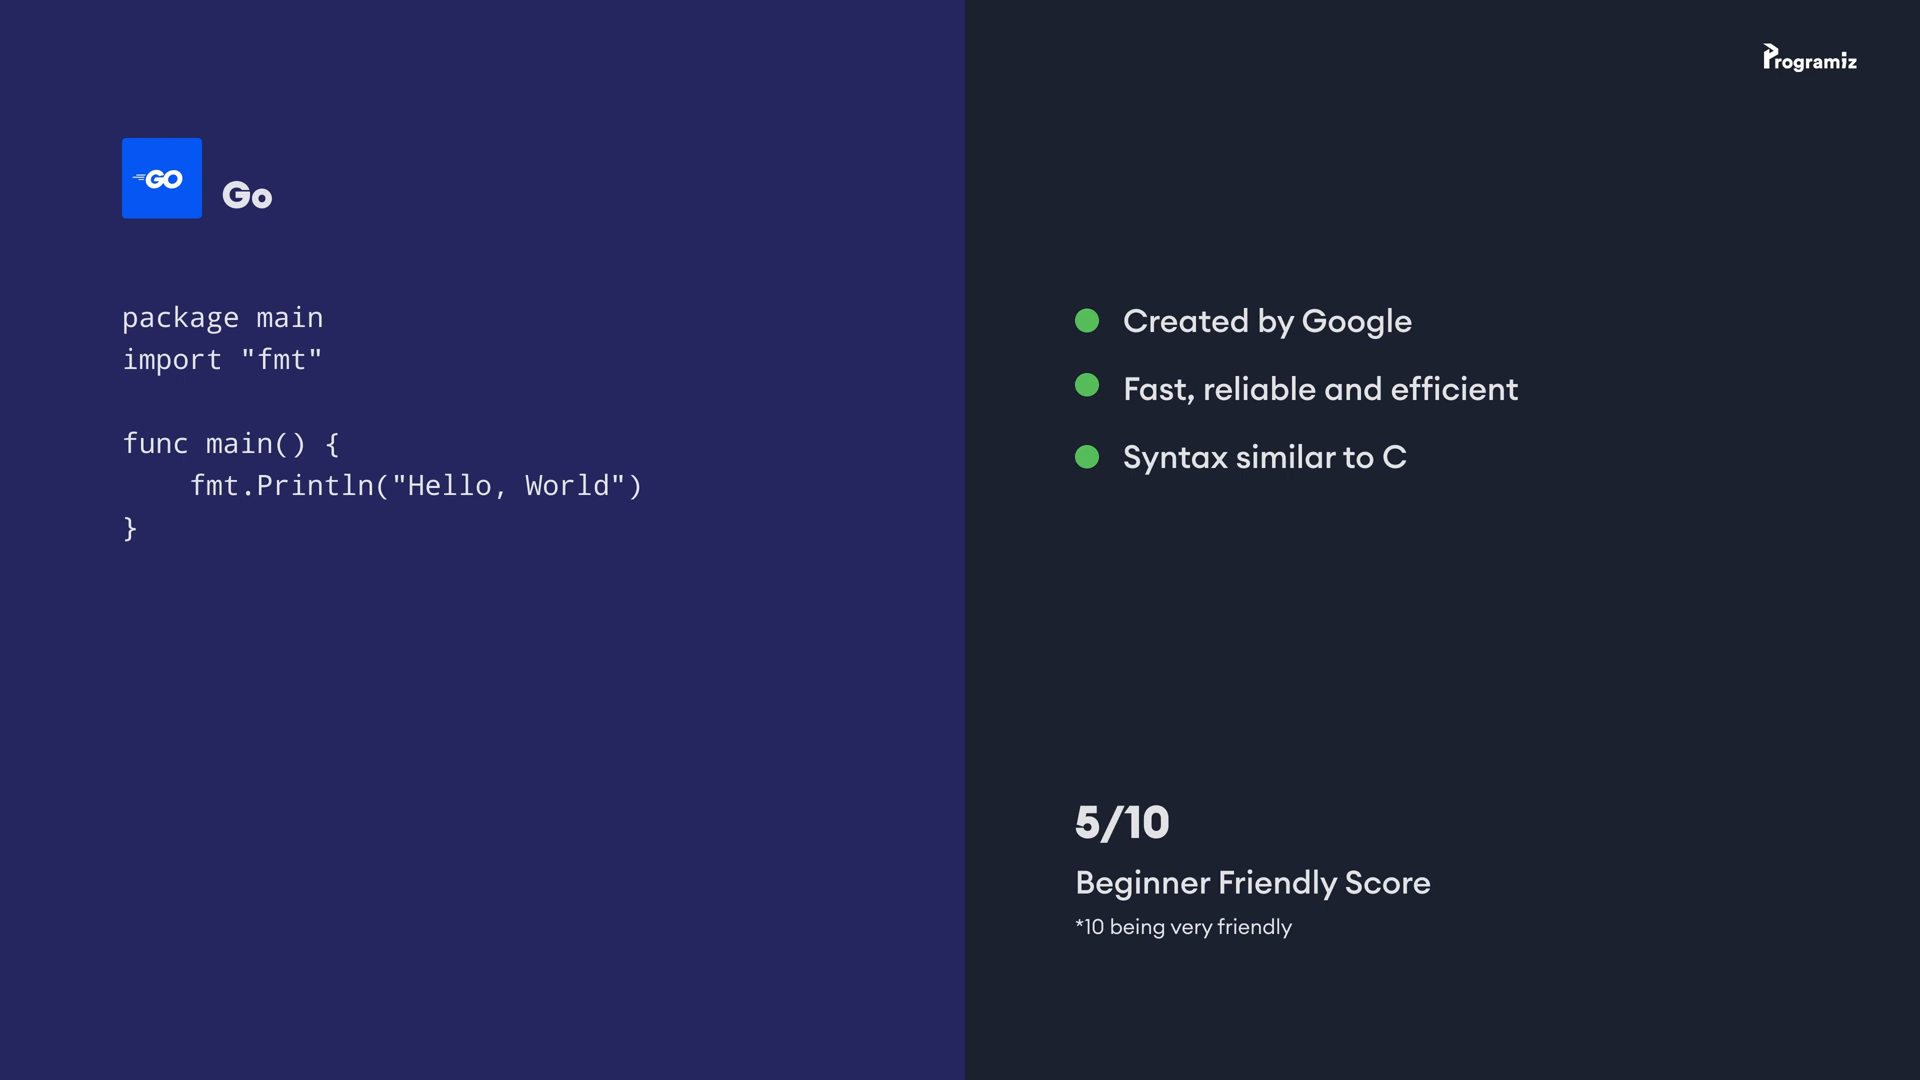 Programiz
GO
Go
package main
import "fmt"
func main() {
    fmt.Println("Hello, World")
}
Created by Google
Fast, reliable and efficient
Syntax similar to C
5/10
Beginner Friendly Score
*10 being very friendly